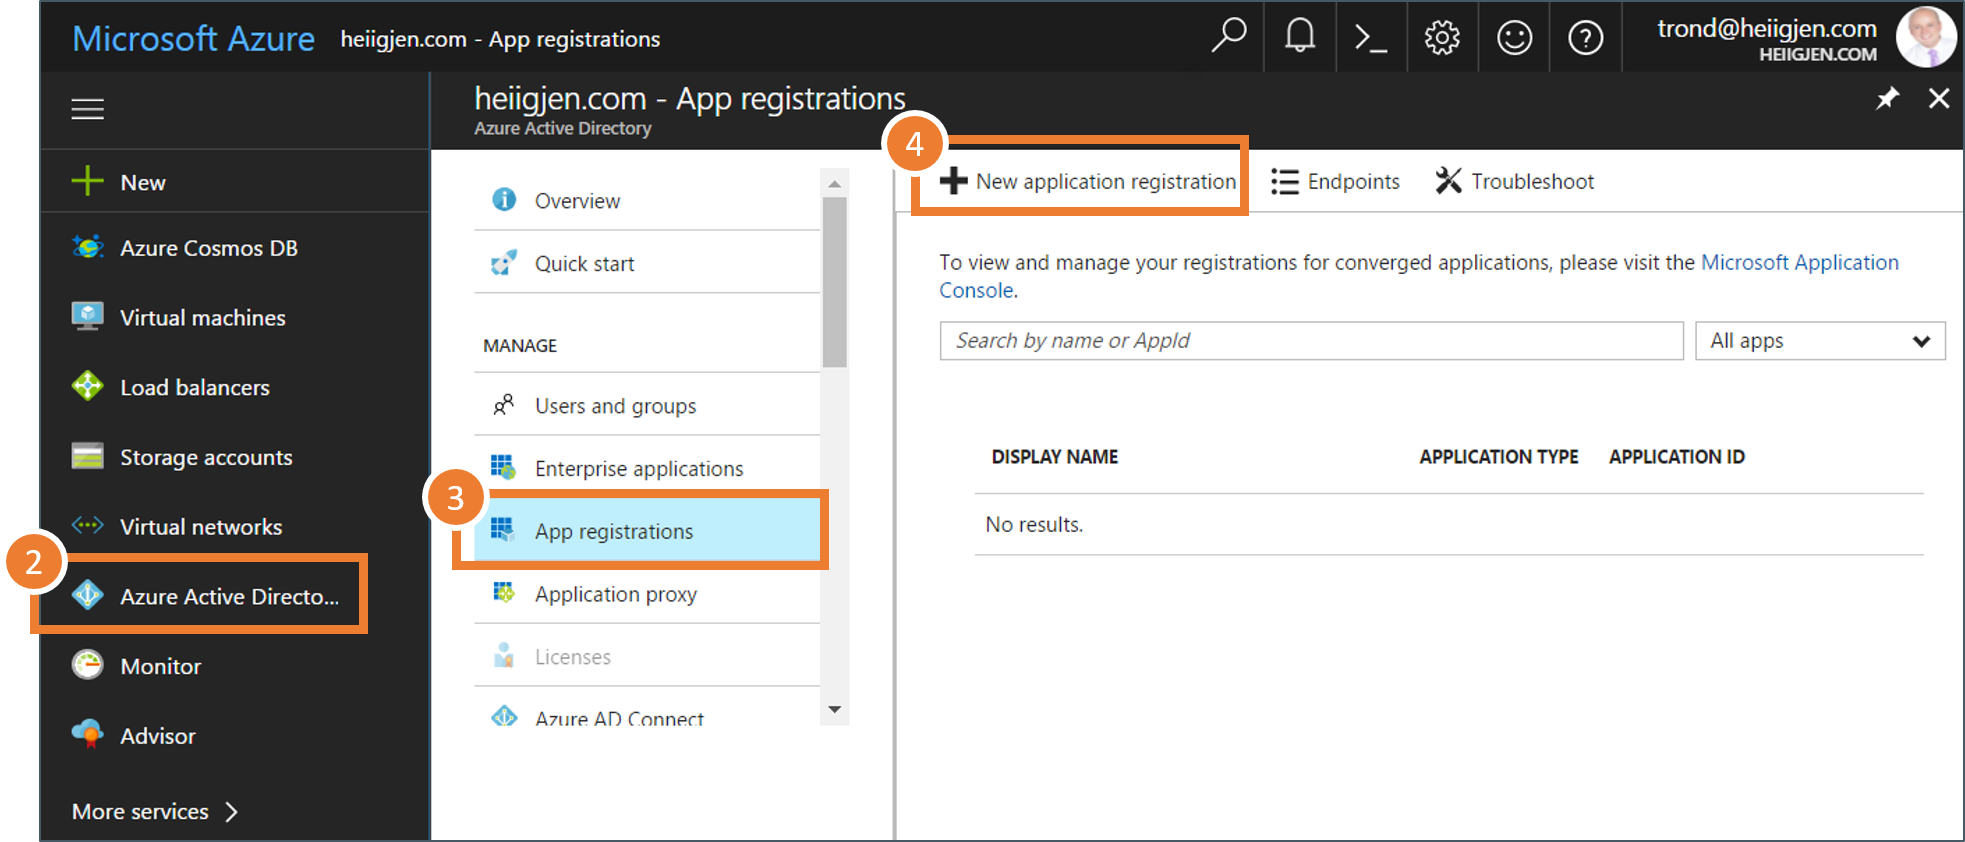 Microsoft Azure heiigjen.com - App registrations
trond@heiigjen.com
HEIIGJEN.COM
heiigjen.com - App registrations
Azure Active Directory
New
Azure Cosmos DB
Virtual machines
Load balancers
Storage accounts
Virtual networks
2
Azure Active Directo...
Monitor
Advisor
More services
Overview
Quick start
MANAGE
Users and groups
Enterprise applications
3
App registrations
Application proxy
Licenses
Azure AD Connect
4
New application registration Endpoints Troubleshoot
To view and manage your registrations for converged applications, please visit the Microsoft Application
Console.
Search by name or AppId All apps
DISPLAY NAME APPLICATION TYPE APPLICATION ID
No results.